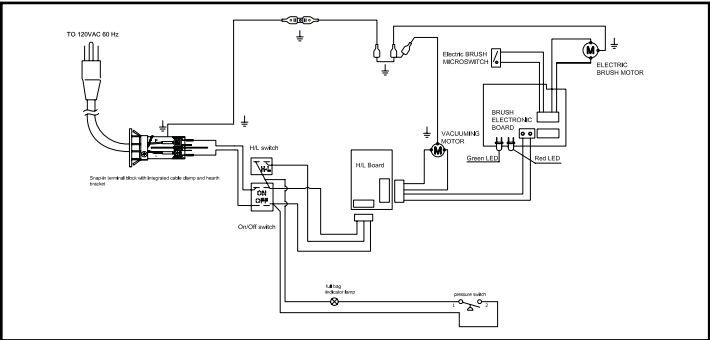 TO 120VAC 60 Hz
Electric BRUSH
MICROSWITCH
M
ELECTRIC
BRUSH MOTOR
BRUSH
ELECTRONIC
BOARD
Green LED
Red LED
VACUUMING
MOTOR
M
H/L switch
H/L
H/L Board
ON
OFF
On/Off switch
Snap-in terminal block with integrated cable clamp and hearth
bracket
full bag
indicator lamp
pressure switch
1 2